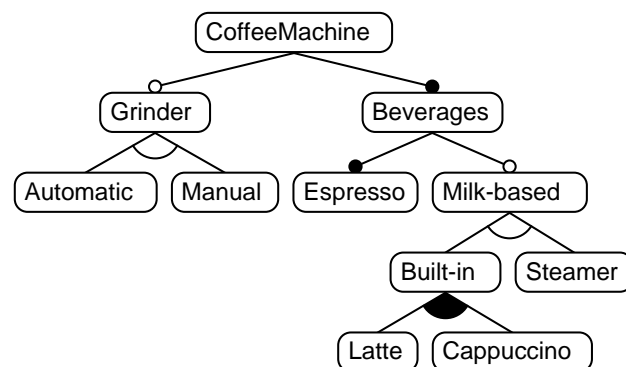 CoffeeMachine
Grinder
Beverages
Automatic
Manual
Espresso
Milk-based
Built-in
Steamer
Latte
Cappuccino